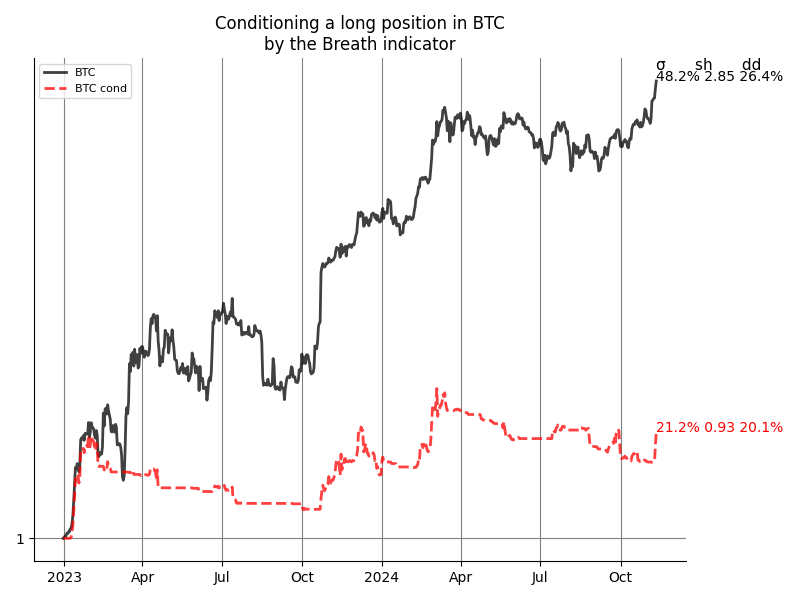 Conditioning a long position in BTC
by the Breath indicator
BTC
BTC cond
σ sh dd
48.2% 2.85 26.4%
21.2% 0.93 20.1%
1
2023 Apr Jul Oct 2024 Apr Jul Oct